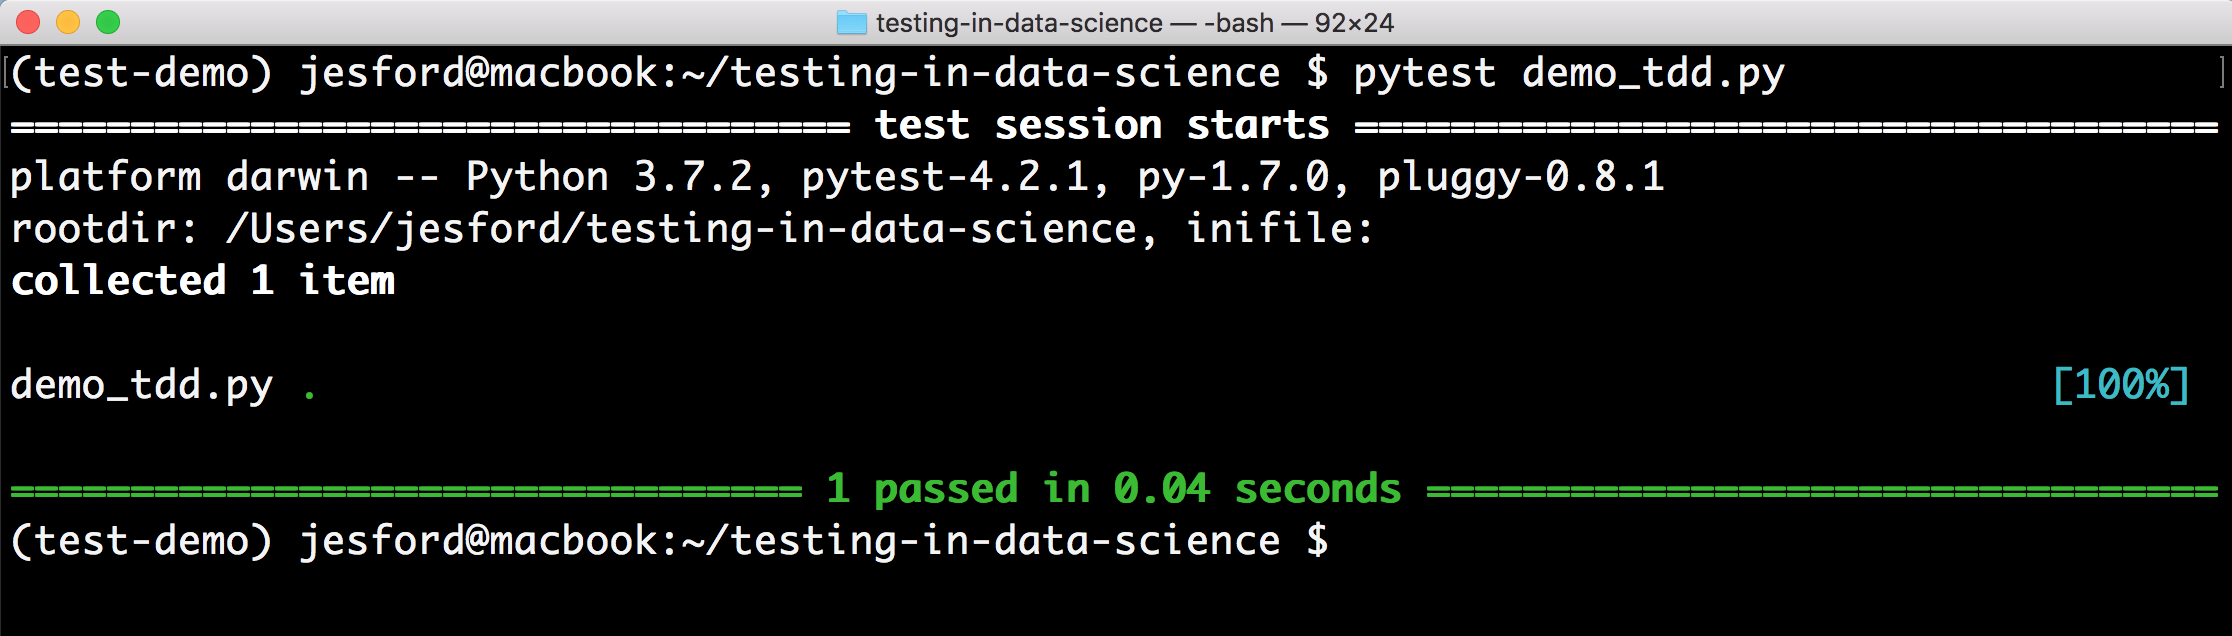 testing-in-data-science — -bash — 92×24
(test-demo) jesford@macbook:~/testing-in-data-science $ pytest demo_tdd.py
=================================== test session starts ====================================
platform darwin -- Python 3.7.2, pytest-4.2.1, py-1.7.0, pluggy-0.8.1
rootdir: /Users/jesford/testing-in-data-science, inifile:
collected 1 item
demo_tdd.py . [100%]
================================= 1 passed in 0.04 seconds =================================
(test-demo) jesford@macbook:~/testing-in-data-science $